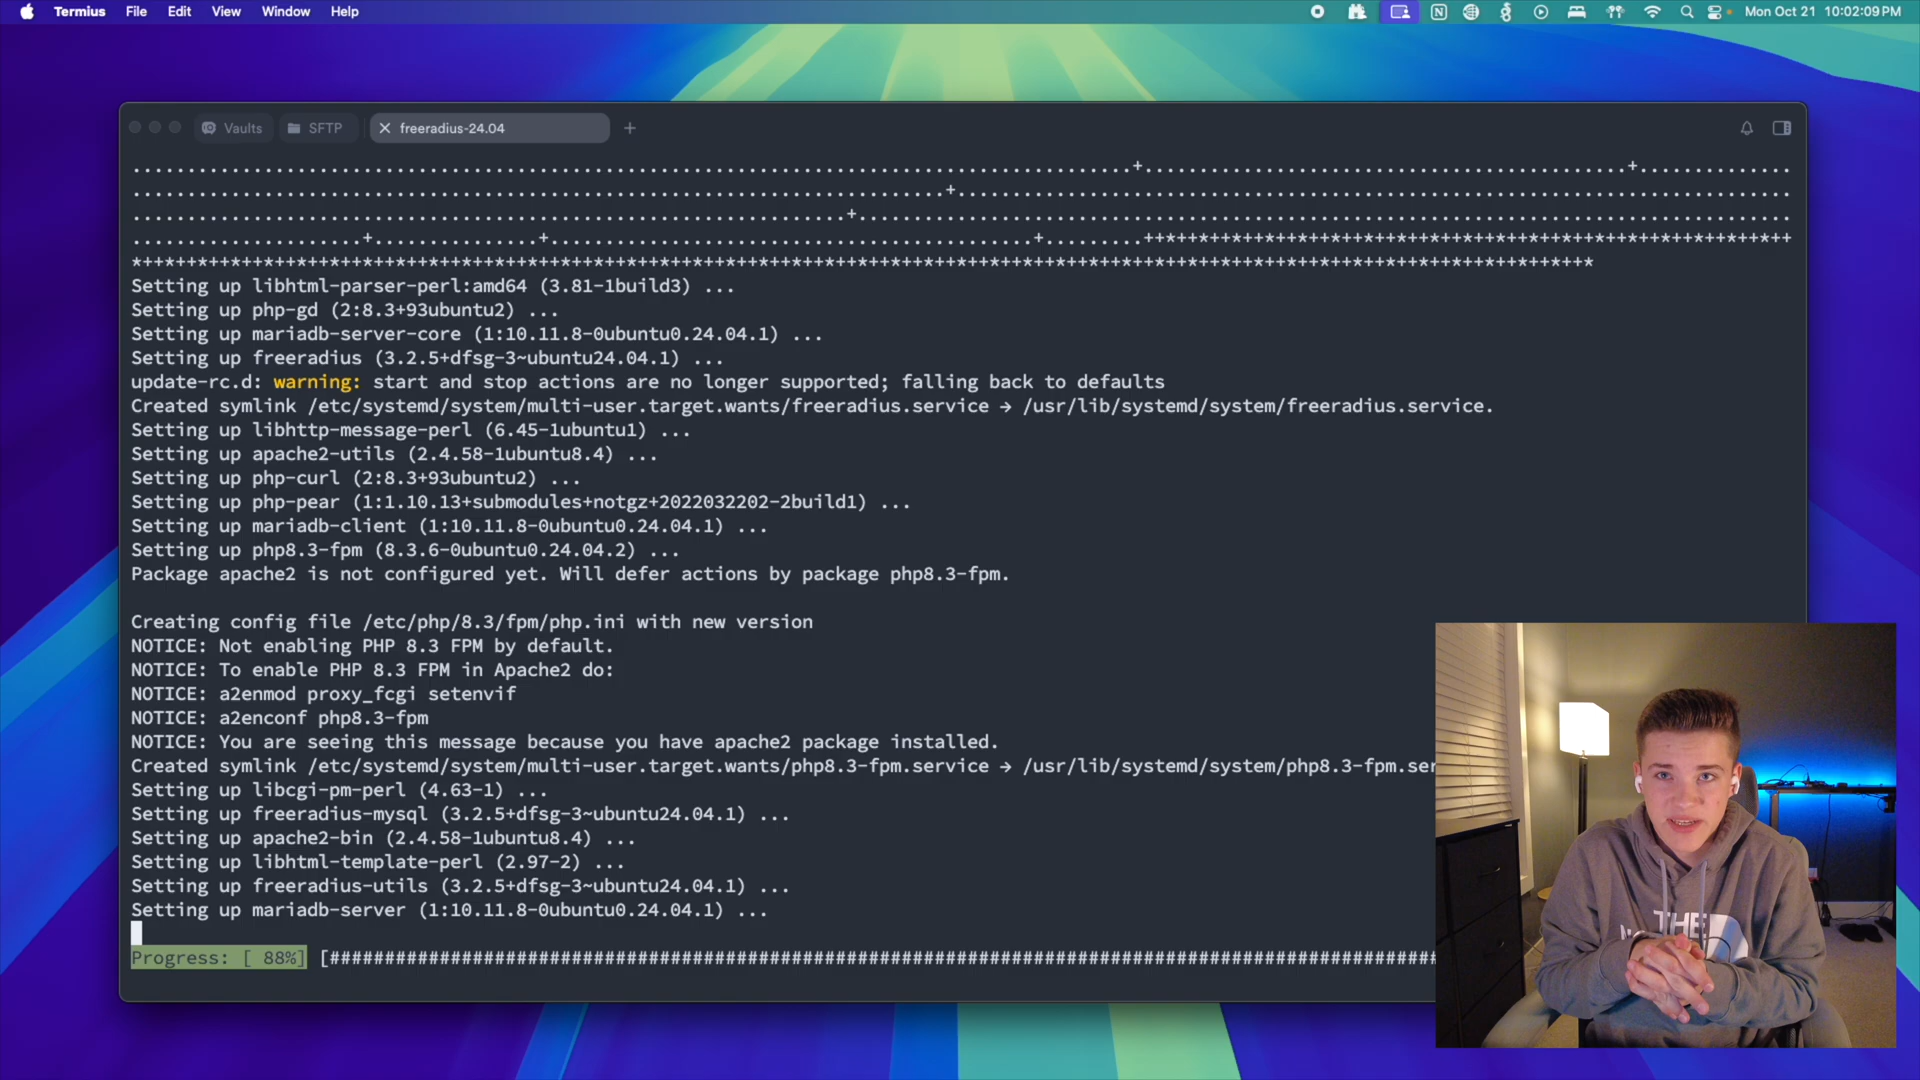 Termius File Edit View Window Help
Mon Oct 21 10:02:09 PM
Vaults SFTP freeradius-24.04
Setting up libhtml-parser-perl:amd64 (3.81-1build3) ...
Setting up php-gd (2:8.3+93ubuntu2) ...
Setting up mariadb-server-core (1:10.11.8-0ubuntu0.24.04.1) ...
Setting up freeradius (3.2.5+dfsg-3~ubuntu24.04.1) ...
update-rc.d: warning: start and stop actions are no longer supported; falling back to defaults
Created symlink /etc/systemd/system/multi-user.target.wants/freeradius.service → /usr/lib/systemd/system/freeradius.service.
Setting up libhttp-message-perl (6.45-1ubuntu1) ...
Setting up apache2-utils (2.4.58-1ubuntu8.4) ...
Setting up php-curl (2:8.3+93ubuntu2) ...
Setting up php-pear (1:1.10.13+submodules+notgz+2022032202-2build1) ...
Setting up mariadb-client (1:10.11.8-0ubuntu0.24.04.1) ...
Setting up php8.3-fpm (8.3.6-0ubuntu0.24.04.2) ...
Package apache2 is not configured yet. Will defer actions by package php8.3-fpm.
Creating config file /etc/php/8.3/fpm/php.ini with new version
NOTICE: Not enabling PHP 8.3 FPM by default.
NOTICE: To enable PHP 8.3 FPM in Apache2 do:
NOTICE: a2enmod proxy_fcgi setenvif
NOTICE: a2enconf php8.3-fpm
NOTICE: You are seeing this message because you have apache2 package installed.
Created symlink /etc/systemd/system/multi-user.target.wants/php8.3-fpm.service → /usr/lib/systemd/system/php8.3-fpm.ser
Setting up libcgi-pm-perl (4.63-1) ...
Setting up freeradius-mysql (3.2.5+dfsg-3~ubuntu24.04.1) ...
Setting up apache2-bin (2.4.58-1ubuntu8.4) ...
Setting up libhtml-template-perl (2.97-2) ...
Setting up freeradius-utils (3.2.5+dfsg-3~ubuntu24.04.1) ...
Setting up mariadb-server (1:10.11.8-0ubuntu0.24.04.1) ...
Progress: [ 88%]
THE